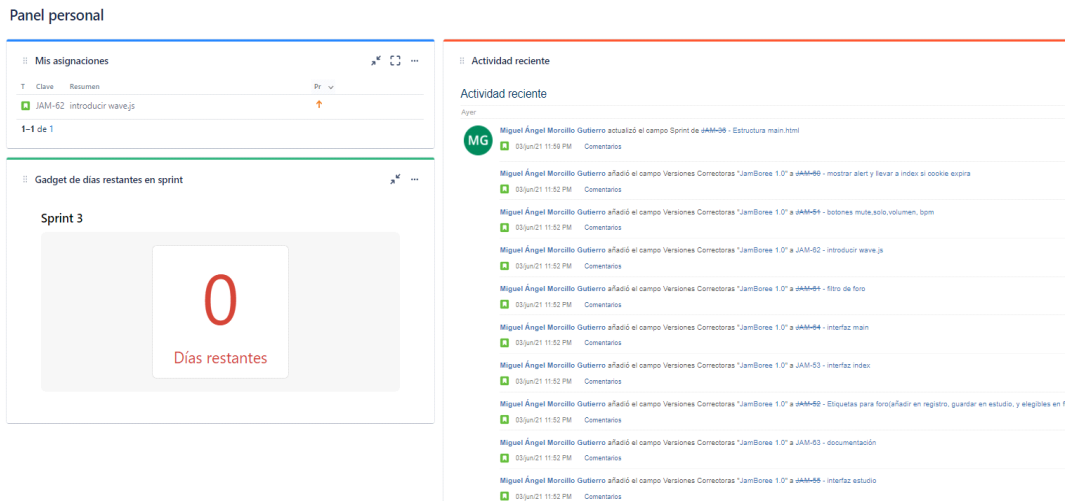 Panel personal
Mis asignaciones
T Clave Resumen Pr
JAM-62 introducir wave.js
1–1 de 1
Gadget de días restantes en sprint
Sprint 3
0
Días restantes
Actividad reciente
Actividad reciente
Ayer
MG
Miguel Ángel Morcillo Gutierro actualizó el campo Sprint de JAM-36 - Estructura main.html
03/jun/21 11:59 PM Comentarios
Miguel Ángel Morcillo Gutierro añadió el campo Versiones Correctoras "JamBoree 1.0" a JAM-60 - mostrar alert y llevar a index si cookie expira
03/jun/21 11:52 PM Comentarios
Miguel Ángel Morcillo Gutierro añadió el campo Versiones Correctoras "JamBoree 1.0" a JAM-51 - botones mute,solo,volumen, bpm
03/jun/21 11:52 PM Comentarios
Miguel Ángel Morcillo Gutierro añadió el campo Versiones Correctoras "JamBoree 1.0" a JAM-62 - introducir wave.js
03/jun/21 11:52 PM Comentarios
Miguel Ángel Morcillo Gutierro añadió el campo Versiones Correctoras "JamBoree 1.0" a JAM-61 - filtro de foro
03/jun/21 11:52 PM Comentarios
Miguel Ángel Morcillo Gutierro añadió el campo Versiones Correctoras "JamBoree 1.0" a JAM-64 - interfaz main
03/jun/21 11:52 PM Comentarios
Miguel Ángel Morcillo Gutierro añadió el campo Versiones Correctoras "JamBoree 1.0" a JAM-53 - interfaz index
03/jun/21 11:52 PM Comentarios
Miguel Ángel Morcillo Gutierro añadió el campo Versiones Correctoras "JamBoree 1.0" a JAM-52 - Etiquetas para foro(añadir en registro, guardar en estudio, y elegibles en f
03/jun/21 11:52 PM Comentarios
Miguel Ángel Morcillo Gutierro añadió el campo Versiones Correctoras "JamBoree 1.0" a JAM-63 - documentación
03/jun/21 11:52 PM Comentarios
Miguel Ángel Morcillo Gutierro añadió el campo Versiones Correctoras "JamBoree 1.0" a JAM-55 - interfaz estudio
03/jun/21 11:52 PM Comentarios